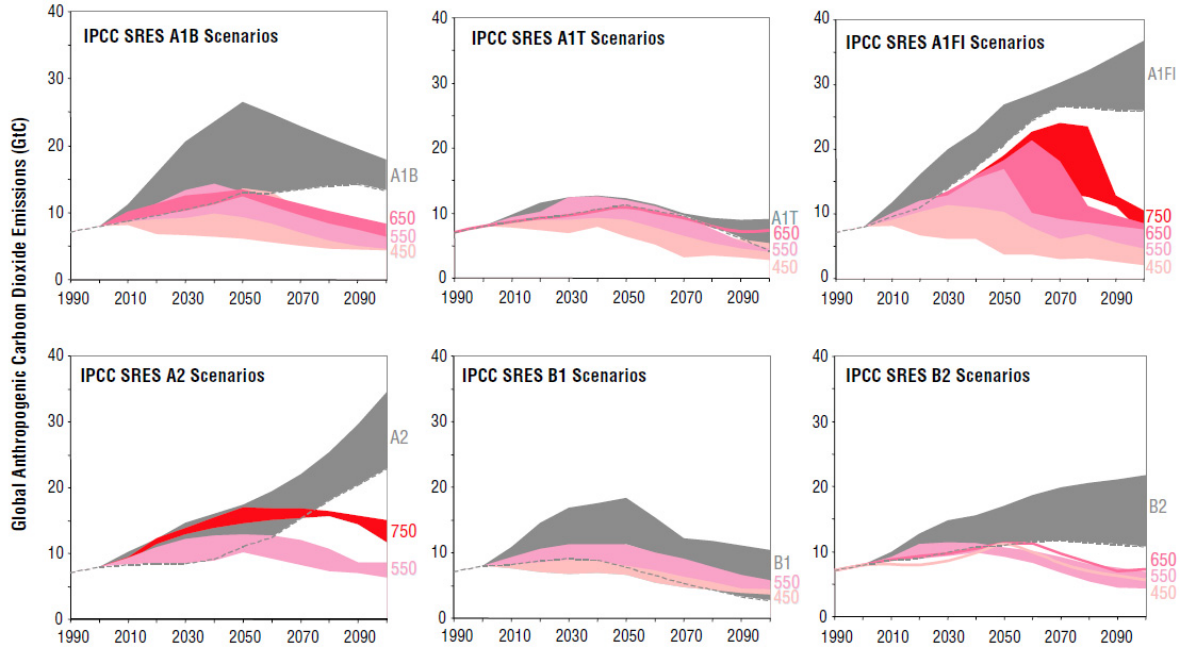 Global Anthropogenic Carboon Dioxide Emissions (GtC)
IPCC SRES A1B Scenarios
40
30
20
10
0
1990 2010 2030 2050 2070 2090
A1B
650
550
450
IPCC SRES A1T Scenarios
40
30
20
10
0
1990 2010 2030 2050 2070 2090
A1T
650
550
450
IPCC SRES A1FI Scenarios
40
30
20
10
0
1990 2010 2030 2050 2070 2090
A1FI
750
650
550
450
IPCC SRES A2 Scenarios
40
30
20
10
0
1990 2010 2030 2050 2070 2090
A2
750
550
IPCC SRES B1 Scenarios
40
30
20
10
0
1990 2010 2030 2050 2070 2090
B1
550
450
IPCC SRES B2 Scenarios
40
30
20
10
0
1990 2010 2030 2050 2070 2090
B2
650
550
450